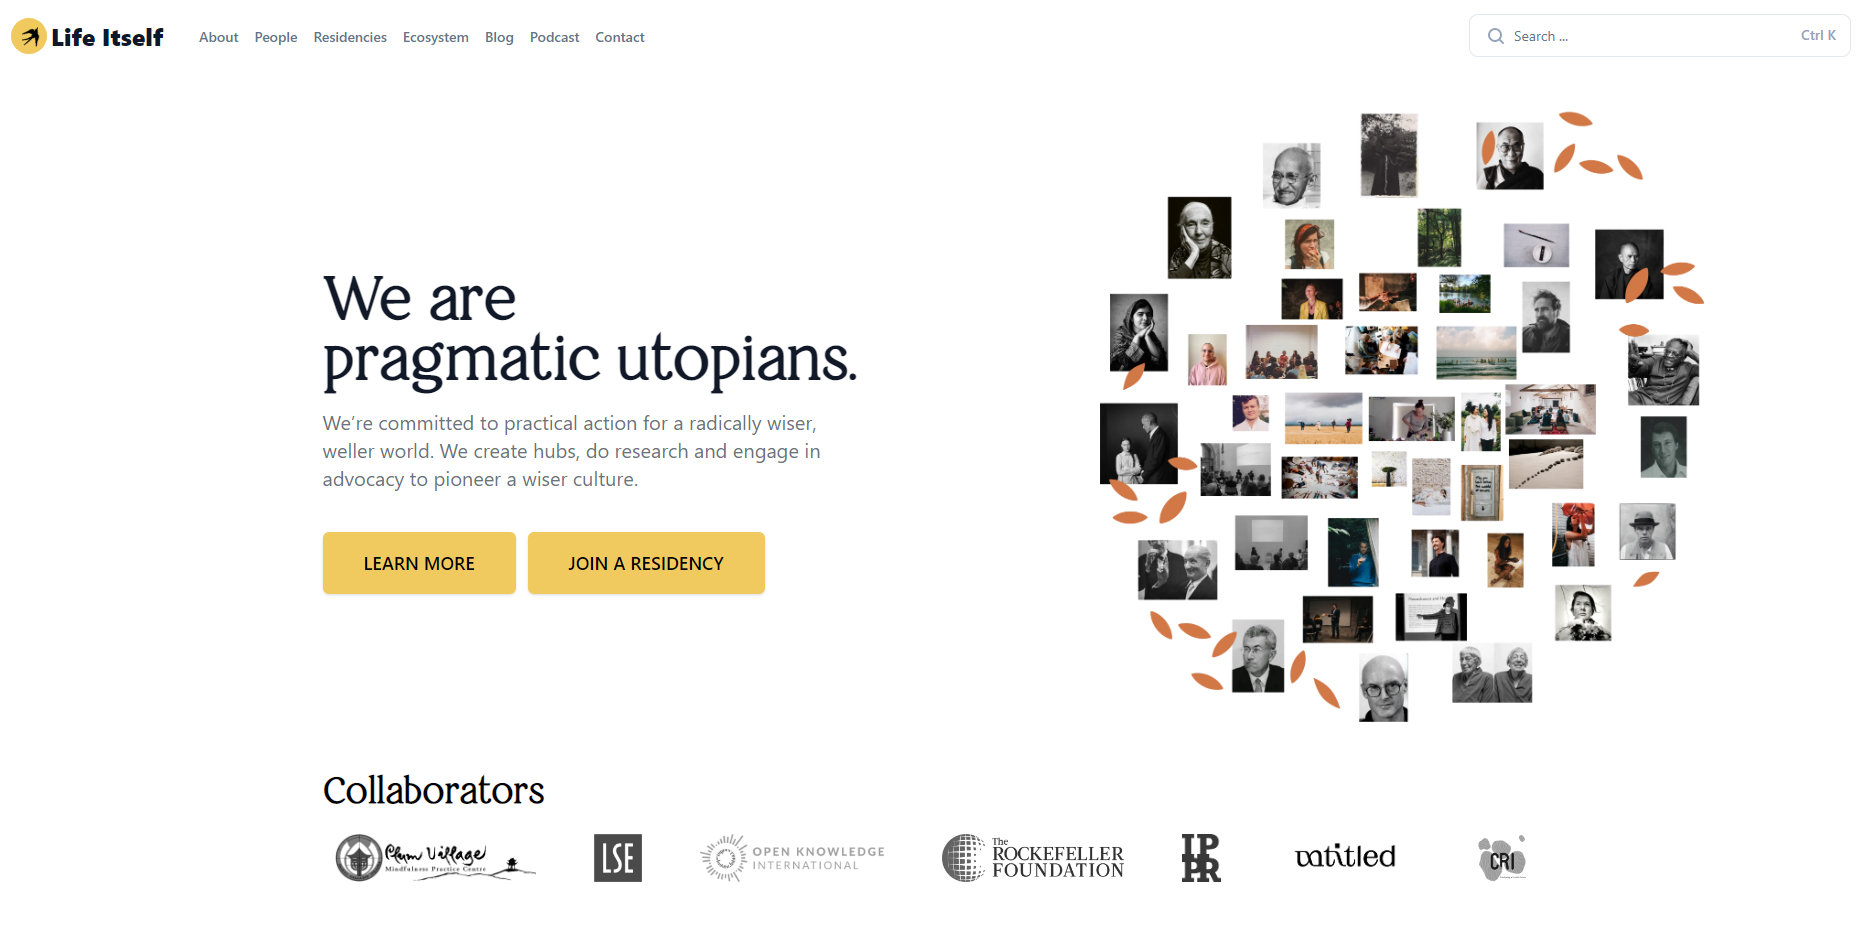 Life Itself
About People Residencies Ecosystem Blog Podcast Contact
Search ...
Ctrl K
We are
pragmatic utopians.
We’re committed to practical action for a radically wiser,
weller world. We create hubs, do research and engage in
advocacy to pioneer a wiser culture.
LEARN MORE
JOIN A RESIDENCY
Collaborators
Plum Village
Mindfulness Practice Centre
LSE
OPEN KNOWLEDGE
INTERNATIONAL
The
ROCKEFELLER
FOUNDATION
IP
PR
untitled
CRI